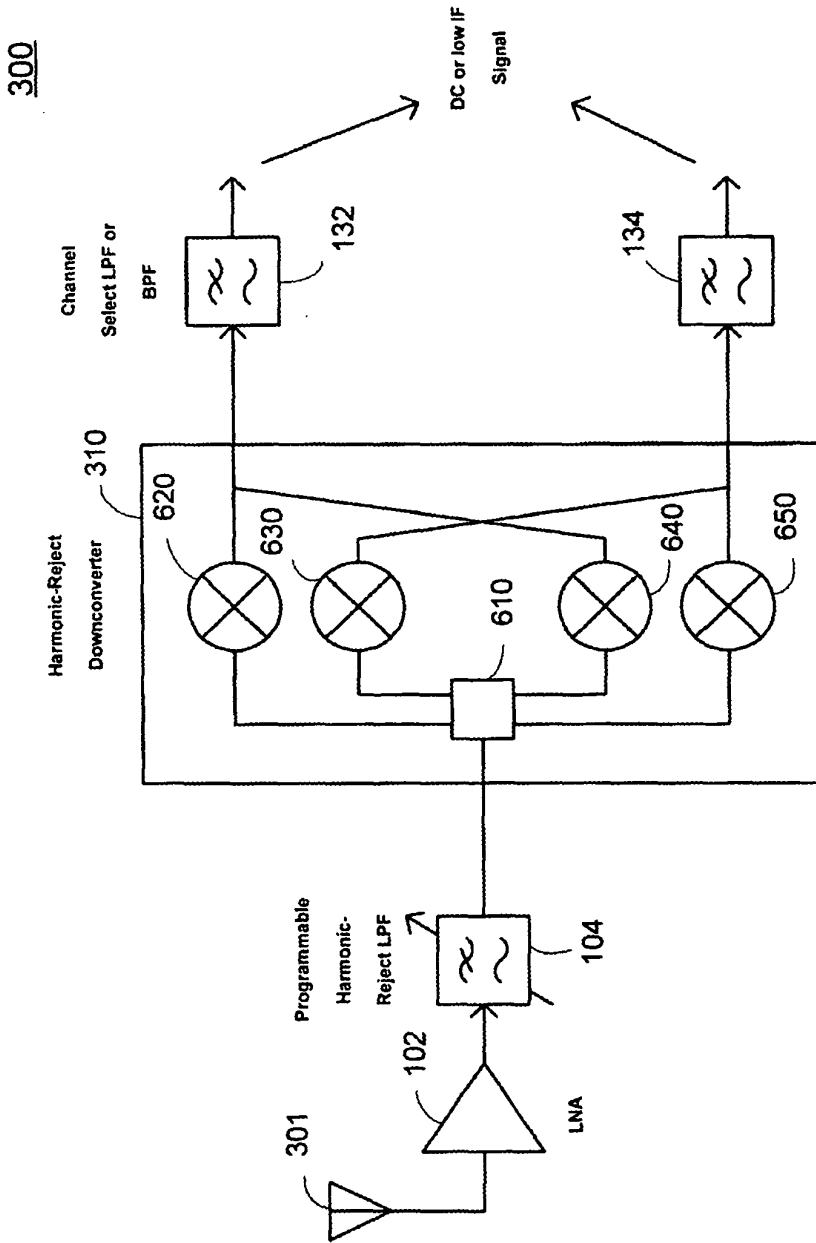 300
Channel
Select LPF or
BPF
132
DC or low IF
Signal
134
Harmonic-Reject
Downconverter
310
620
630
640
650
610
Programmable
Harmonic-
Reject LPF
104
102
LNA
301